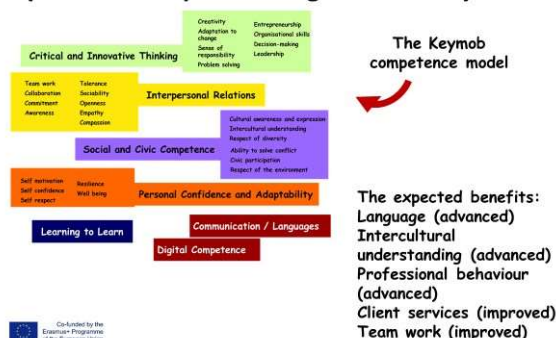 Creativity
Adaptation to
change
Sense of
responsibility
Problem solving
Entrepreneurship
Organisational skills
Decision-making
Leadership
Critical and Innovative Thinking
The Keymob
competence model
Team work
Collaboration
Commitment
Awareness
Tolerance
Sociability
Openness
Empathy
Compassion
Interpersonal Relations
Cultural awareness and expression
Intercultural understanding
Respect of diversity
Ability to solve conflict
Civic participation
Respect of the environment
Social and Civic Competence
Self motivation
Self confidence
Self respect
Resilience
Well being
Personal Confidence and Adaptability
Learning to Learn
Communication / Languages
Digital Competence
The expected benefits:
Language (advanced)
Intercultural
understanding (advanced)
Professional behaviour
(advanced)
Client services (improved)
Team work (improved)
Co-funded by the
Erasmus+ Programme